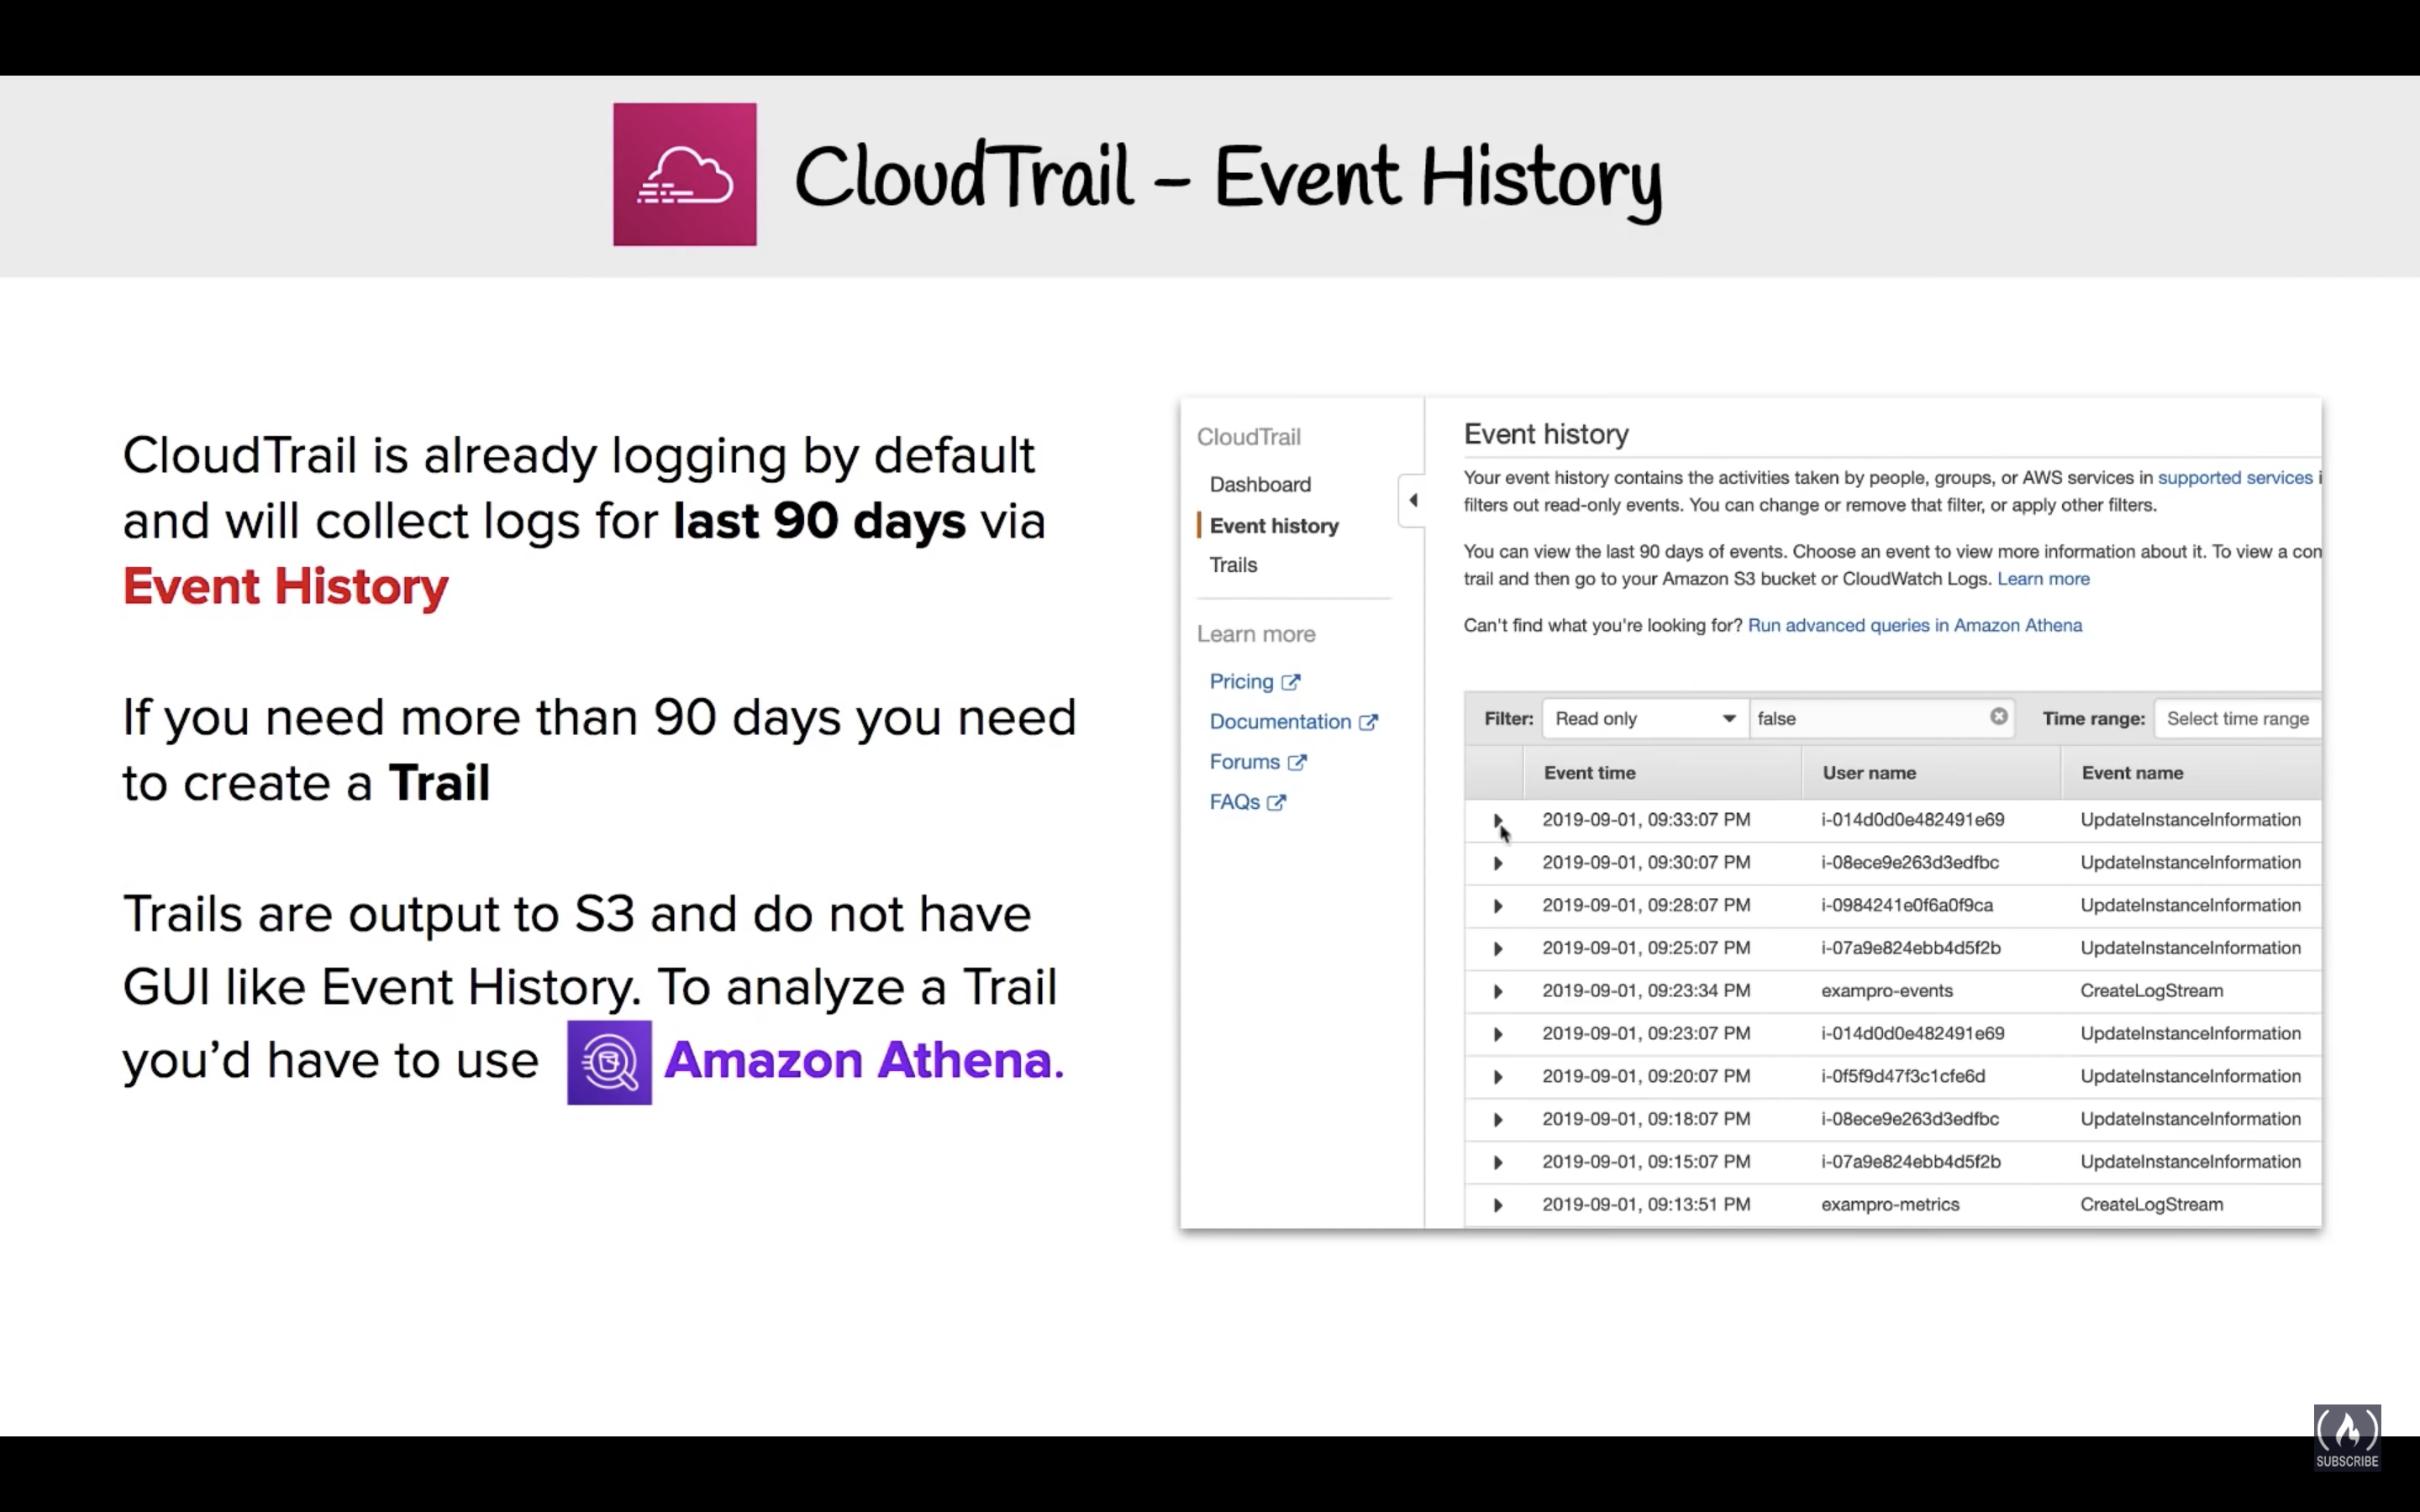 CloudTrail – Event History
CloudTrail is already logging by default
and will collect logs for last 90 days via
Event History
If you need more than 90 days you need
to create a Trail
Trails are output to S3 and do not have
GUI like Event History. To analyze a Trail
you’d have to use Amazon Athena.
CloudTrail
Dashboard
Event history
Trails
Learn more
Pricing
Documentation
Forums
FAQs
Event history
Your event history contains the activities taken by people, groups, or AWS services in supported services i
filters out read-only events. You can change or remove that filter, or apply other filters.
You can view the last 90 days of events. Choose an event to view more information about it. To view a con
trail and then go to your Amazon S3 bucket or CloudWatch Logs. Learn more
Can't find what you're looking for? Run advanced queries in Amazon Athena
Filter: Read only false Time range: Select time range
Event time User name Event name
2019-09-01, 09:33:07 PM i-014d0d0e482491e69 UpdateInstanceInformation
2019-09-01, 09:30:07 PM i-08ece9e263d3edfbc UpdateInstanceInformation
2019-09-01, 09:28:07 PM i-0984241e0f6a0f9ca UpdateInstanceInformation
2019-09-01, 09:25:07 PM i-07a9e824ebb4d5f2b UpdateInstanceInformation
2019-09-01, 09:23:34 PM exampro-events CreateLogStream
2019-09-01, 09:23:07 PM i-014d0d0e482491e69 UpdateInstanceInformation
2019-09-01, 09:20:07 PM i-0f5f9d47f3c1cfe6d UpdateInstanceInformation
2019-09-01, 09:18:07 PM i-08ece9e263d3edfbc UpdateInstanceInformation
2019-09-01, 09:15:07 PM i-07a9e824ebb4d5f2b UpdateInstanceInformation
2019-09-01, 09:13:51 PM exampro-metrics CreateLogStream
SUBSCRIBE